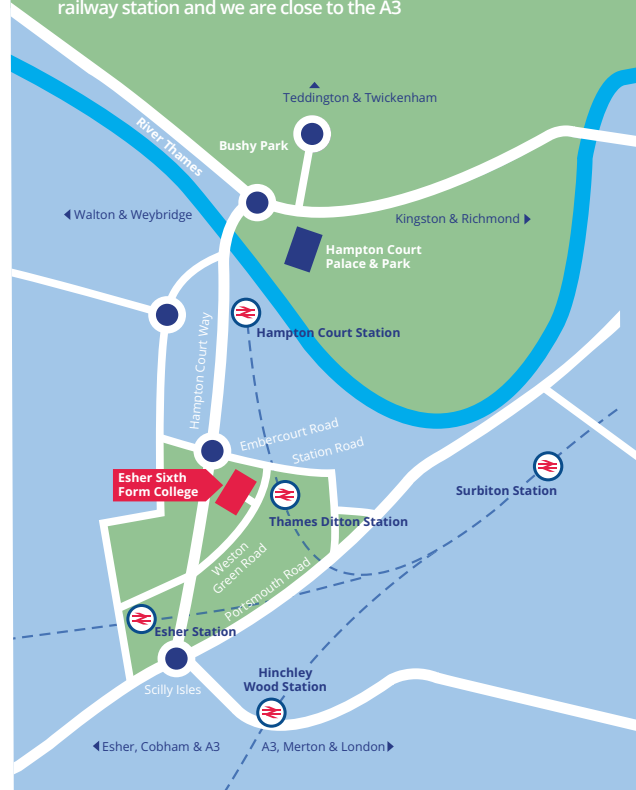 railway station and we are close to the A3
Teddington & Twickenham
River Thames
Bushy Park
Walton & Weybridge
Kingston & Richmond
Hampton Court
Palace & Park
Hampton Court Station
Hampton Court Way
Embercourt Road
Station Road
Esher Sixth
Form College
Surbiton Station
Thames Ditton Station
Weston
Green Road
Portsmouth Road
Esher Station
Hinchley
Wood Station
Scilly Isles
Esher, Cobham & A3
A3, Merton & London